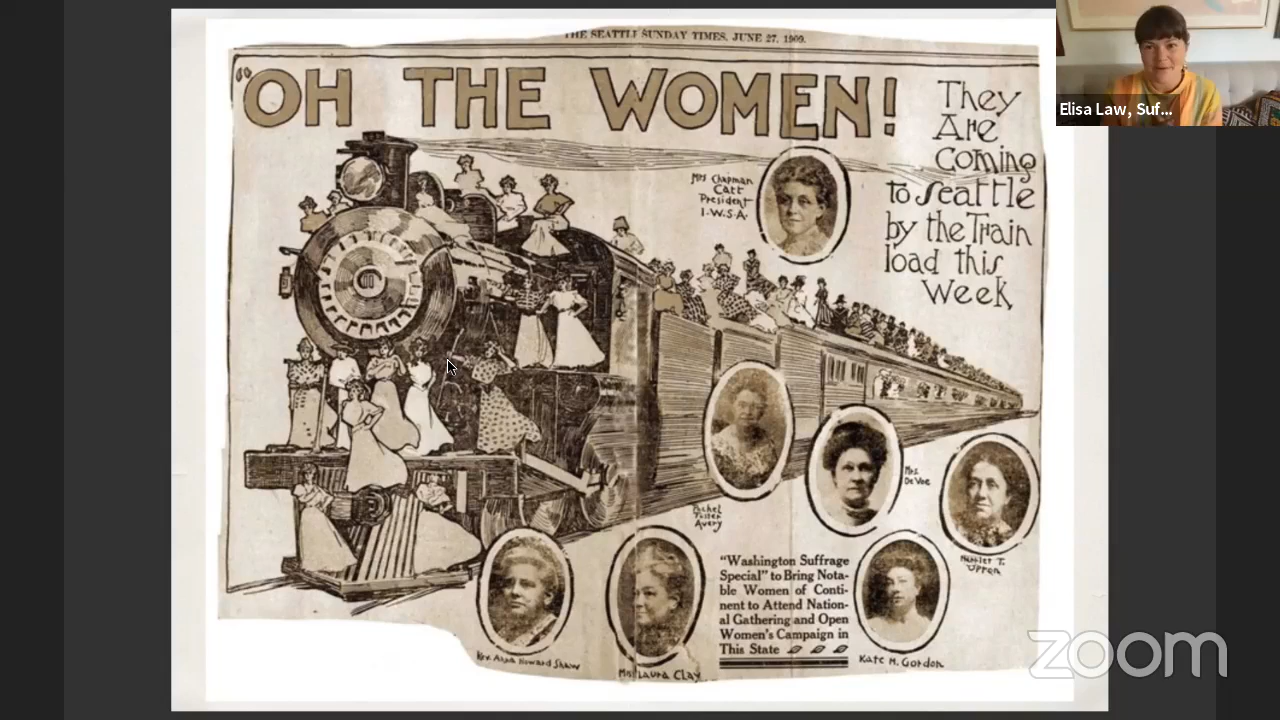 THE SEATTLE SUNDAY TIMES, JUNE 27, 1909.
"OH THE WOMEN!
They
Are
Coming
to Seattle
by the Train
load this
Week
Mrs Chapman
Catt
President
I.W.S.A.
Rachel
Foster
Avery
Mrs
De Voe
Harriet T.
Upton
Rev. Anna Howard Shaw
Mrs Laura Clay
"Washington Suffrage
Special" to Bring Nota-
ble Women of Conti-
nent to Attend Nation-
al Gathering and Open
Women's Campaign in
This State
Kate M. Gordon
Elisa Law, Suf...
zoom